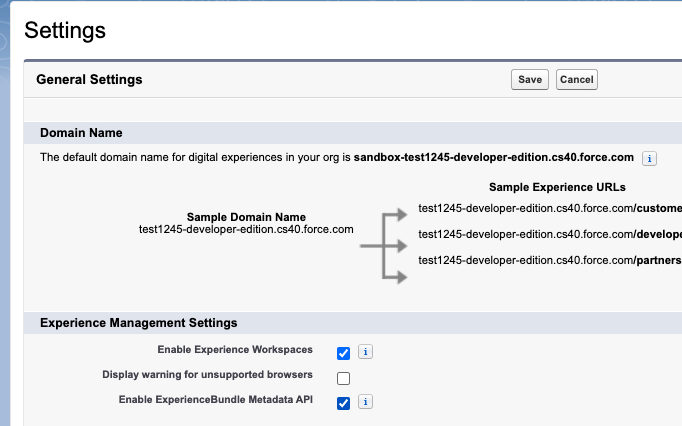 Settings
General Settings
Save Cancel
Domain Name
The default domain name for digital experiences in your org is sandbox-test1245-developer-edition.cs40.force.com i
Sample Experience URLs
Sample Domain Name
test1245-developer-edition.cs40.force.com
test1245-developer-edition.cs40.force.com/custome
test1245-developer-edition.cs40.force.com/develope
test1245-developer-edition.cs40.force.com/partners
Experience Management Settings
Enable Experience Workspaces i
Display warning for unsupported browsers
Enable ExperienceBundle Metadata API i